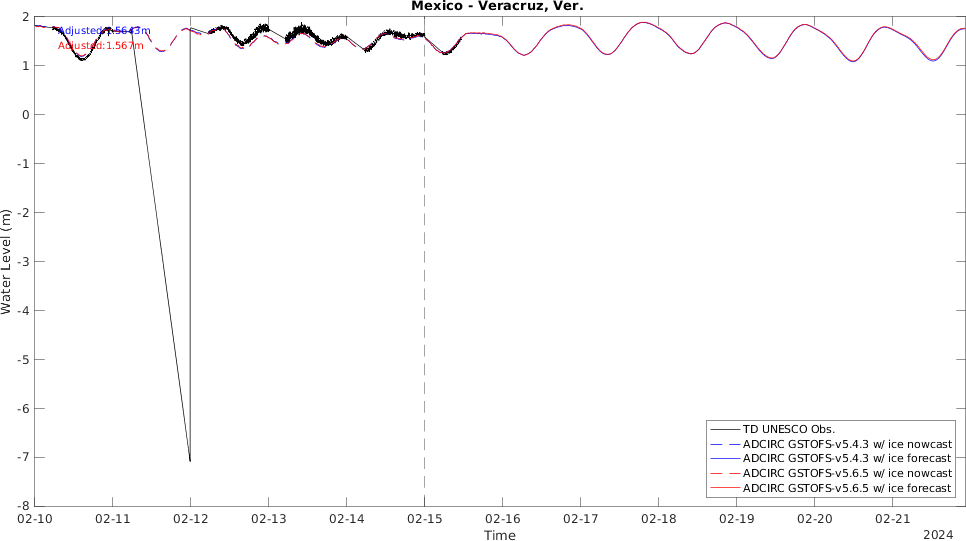 Mexico - Veracruz, Ver.
Adjusted:1.5643m
Adjusted:1.567m
2
1
0
-1
-2
-3
-4
-5
-6
-7
-8
Water Level (m)
TD UNESCO Obs.
ADCIRC GSTOFS-v5.4.3 w/ ice nowcast
ADCIRC GSTOFS-v5.4.3 w/ ice forecast
ADCIRC GSTOFS-v5.6.5 w/ ice nowcast
ADCIRC GSTOFS-v5.6.5 w/ ice forecast
02-10 02-11 02-12 02-13 02-14 02-15 02-16 02-17 02-18 02-19 02-20 02-21
Time
2024